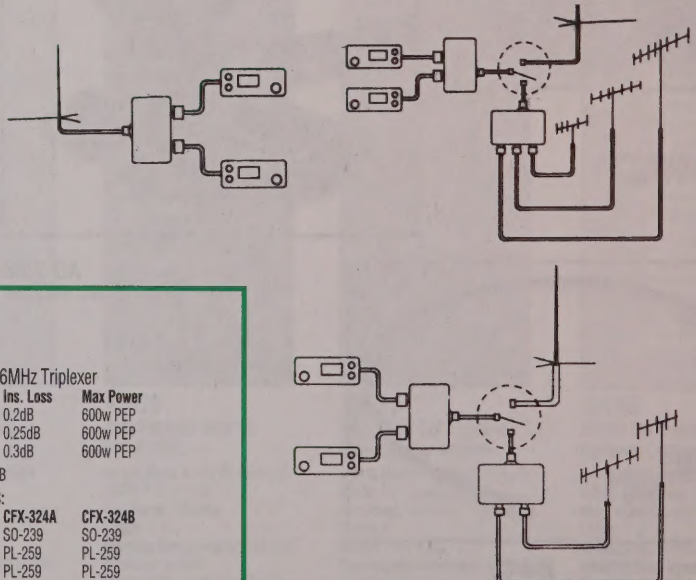 6MHz Triplexer
Ins. Loss Max Power
0.2dB 600w PEP
0.25dB 600w PEP
0.3dB 600w PEP
B
:
CFX-324A CFX-324B
SO-239 SO-239
PL-259 PL-259
PL-259 PL-259